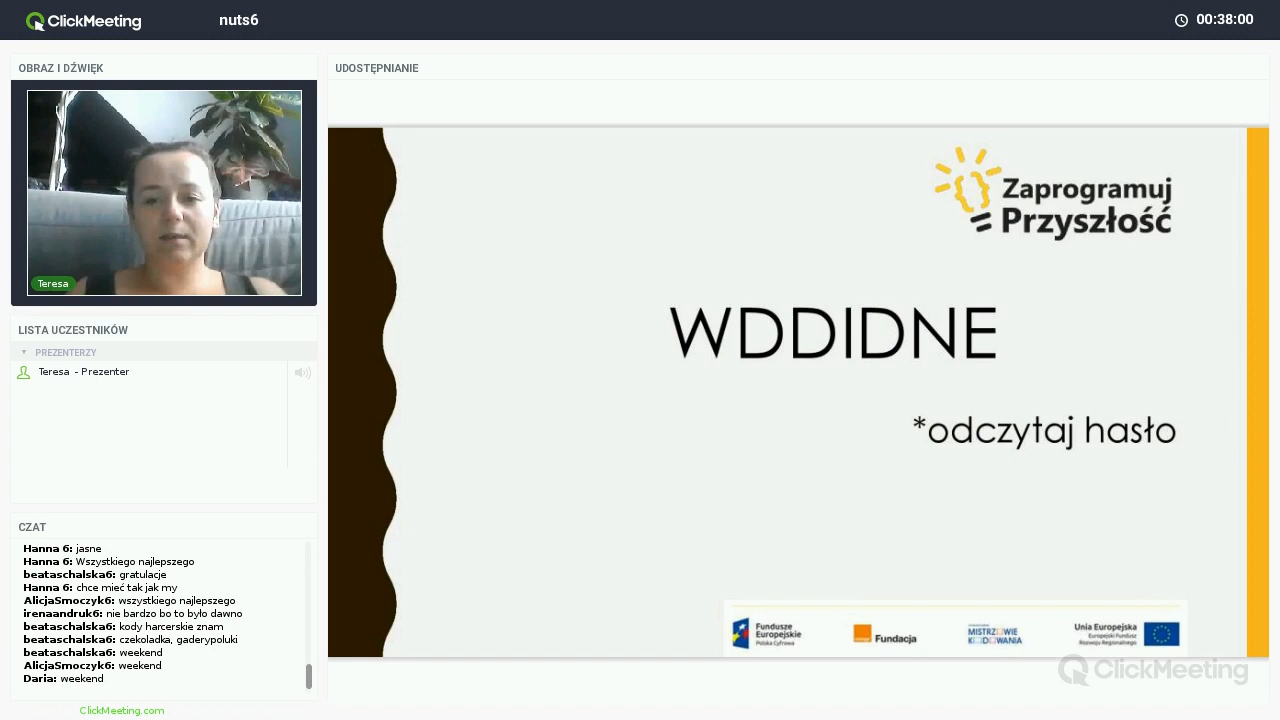 ClickMeeting
nuts6
00:38:00
OBRAZ I DŹWIĘK
Teresa
LISTA UCZESTNIKÓW
PREZENTERZY
Teresa - Prezenter
CZAT
Hanna 6: jasne
Hanna 6: Wszystkiego najlepszego
beataschalska6: gratulacje
Hanna 6: chce mieć tak jak my
AlicjaSmoczyk6: wszystkiego najlepszego
irenaandruk6: nie bardzo bo to było dawno
beataschalska6: kody harcerskie znam
beataschalska6: czekoladka, gaderypoluki
beataschalska6: weekend
AlicjaSmoczyk6: weekend
Daria: weekend
ClickMeeting.com
UDOSTĘPNIANIE
Zaprogramuj
Przyszłość
WDDIDNE
*odczytaj hasło
Fundusze
Europejskie
Polska Cyfrowa
Fundacja
MISTRZOWIE
KODOWANIA
Unia Europejska
Europejski Fundusz
Rozwoju Regionalnego
ClickMeeting